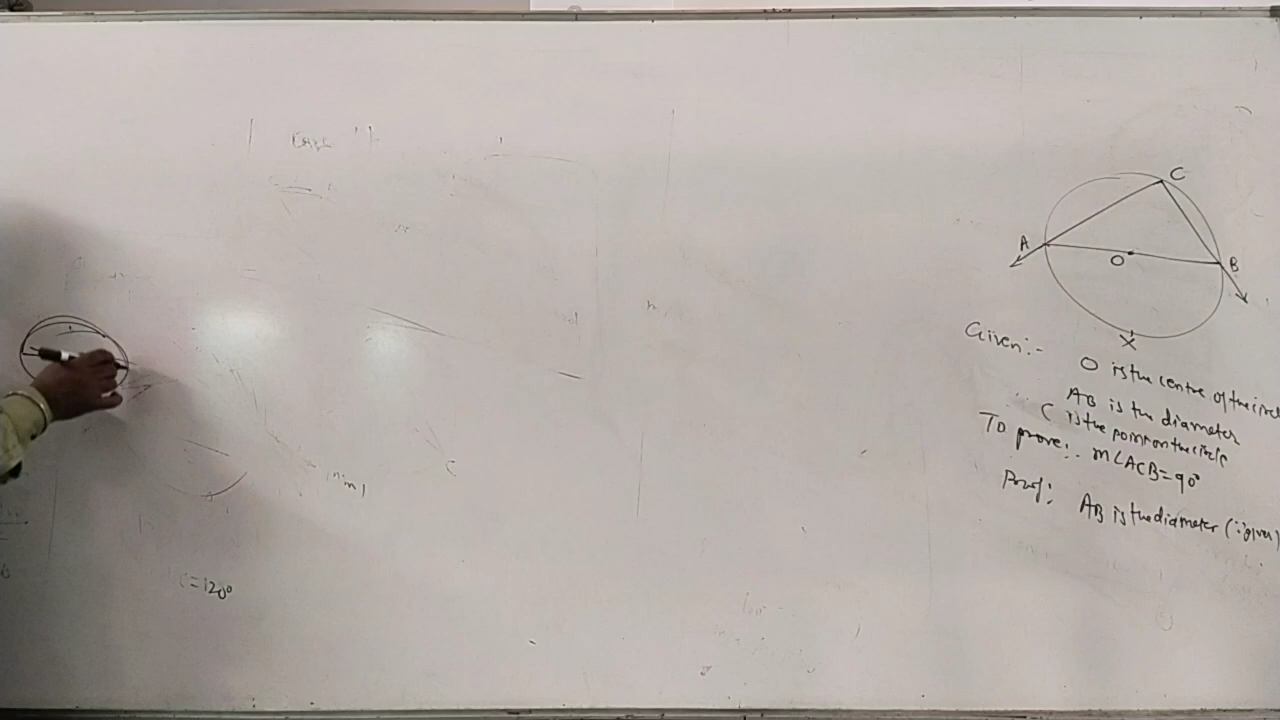 C
A
O
B
X
Given:- O is the centre of the circle
AB is the diameter
C is the point on the circle
To prove:. m∠ACB=90°
Proof: AB is the diameter (∵given)
=120°